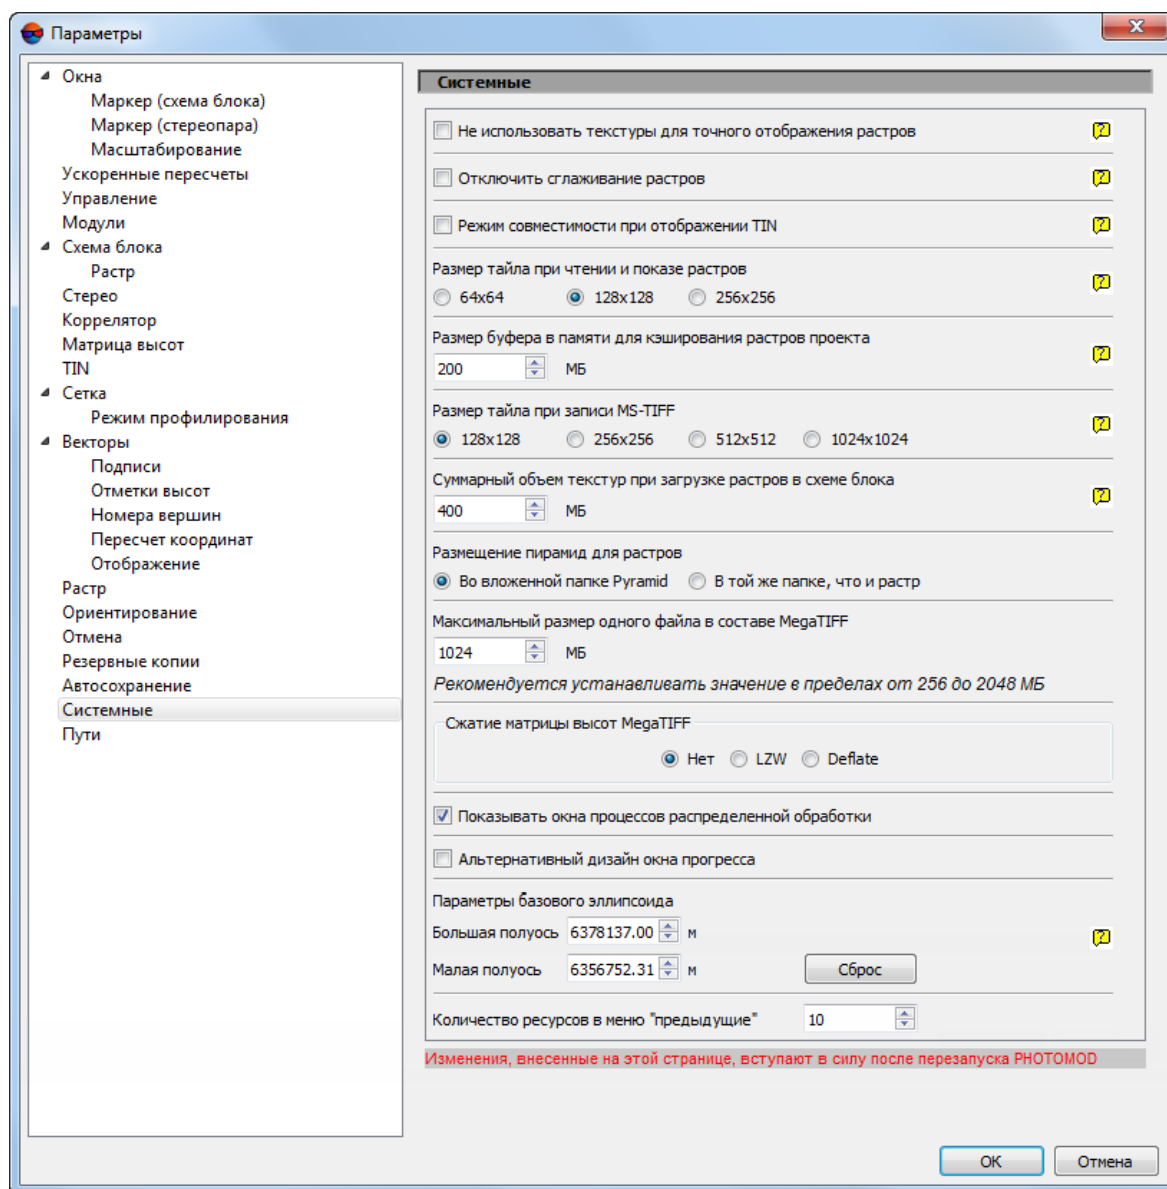 Параметры
Окна
Маркер (схема блока)
Маркер (стереопара)
Масштабирование
Ускоренные пересчеты
Управление
Модули
Схема блока
Растр
Стерео
Коррелятор
Матрица высот
TIN
Сетка
Режим профилирования
Векторы
Подписи
Отметки высот
Номера вершин
Пересчет координат
Отображение
Растр
Ориентирование
Отмена
Резервные копии
Автосохранение
Системные
Пути
Системные
Не использовать текстуры для точного отображения растров
Отключить сглаживание растров
Режим совместимости при отображении TIN
Размер тайла при чтении и показе растров
64x64 128x128 256x256
Размер буфера в памяти для кэширования растров проекта
200 МБ
Размер тайла при записи MS-TIFF
128x128 256x256 512x512 1024x1024
Суммарный объем текстур при загрузке растров в схеме блока
400 МБ
Размещение пирамид для растров
Во вложенной папке Pyramid В той же папке, что и растр
Максимальный размер одного файла в составе MegaTIFF
1024 МБ
Рекомендуется устанавливать значение в пределах от 256 до 2048 МБ
Сжатие матрицы высот MegaTIFF
Нет LZW Deflate
Показывать окна процессов распределенной обработки
Альтернативный дизайн окна прогресса
Параметры базового эллипсоида
Большая полуось 6378137.00 м
Малая полуось 6356752.31 м Сброс
Количество ресурсов в меню "предыдущие" 10
Изменения, внесенные на этой странице, вступают в силу после перезапуска PHOTOMOD
OK Отмена